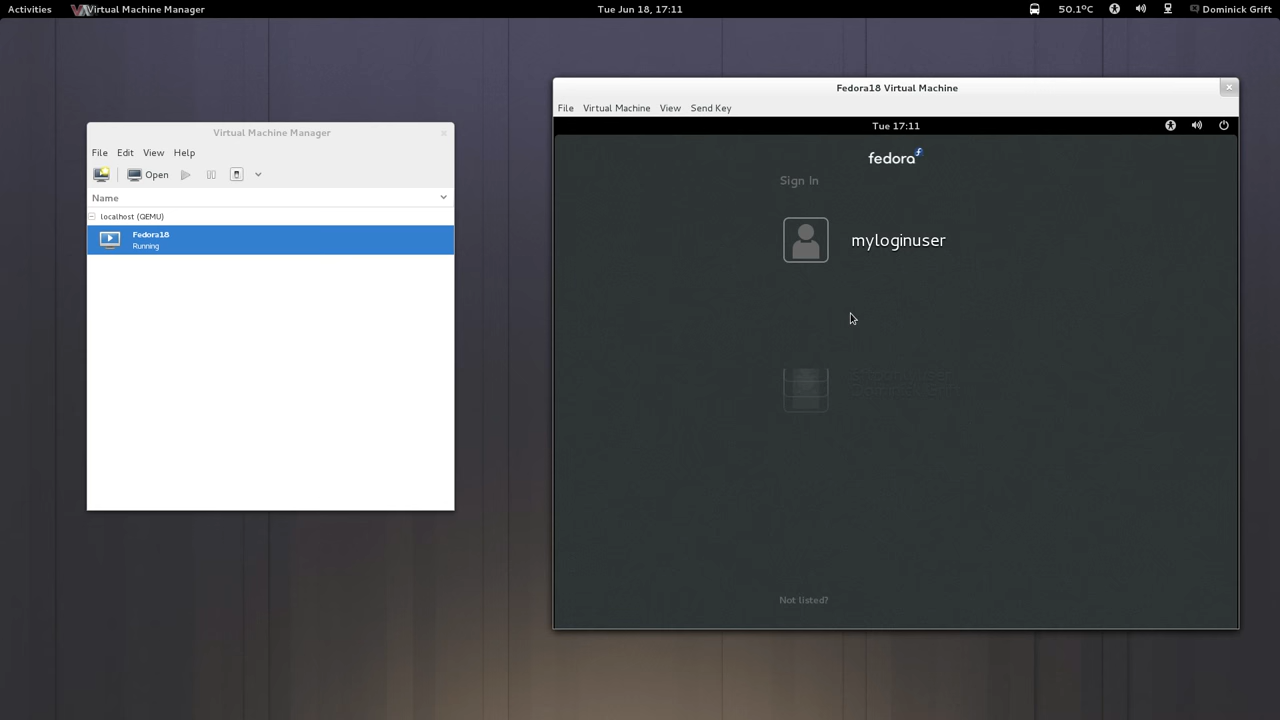 Activities
Virtual Machine Manager
Tue Jun 18, 17:11
50.1°C
Dominick Grift
Virtual Machine Manager
File Edit View Help
Open
Name
localhost (QEMU)
Fedora18
Running
Fedora18 Virtual Machine
File Virtual Machine View Send Key
Tue 17:11
fedora
Sign In
myloginuser
Not listed?